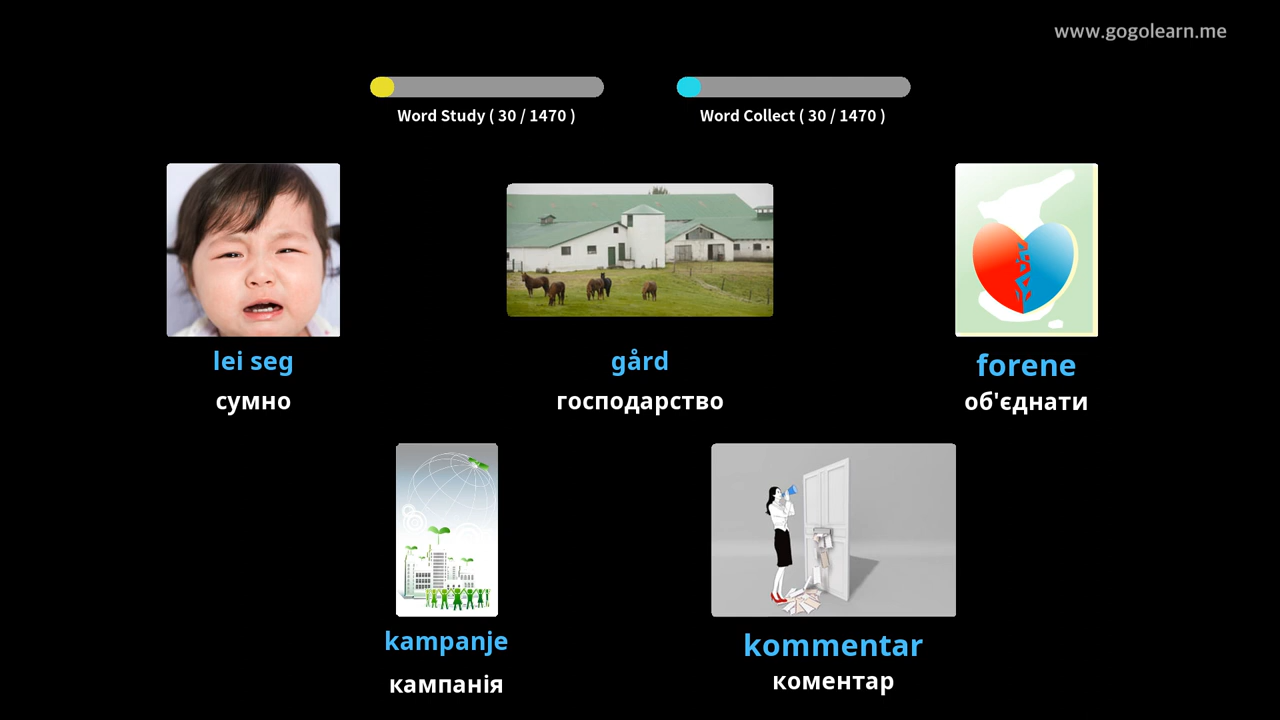 www.gogolearn.me
Word Study ( 30 / 1470 )
Word Collect ( 30 / 1470 )
lei seg
сумно
gård
господарство
forene
об'єднати
kampanje
кампанія
kommentar
коментар